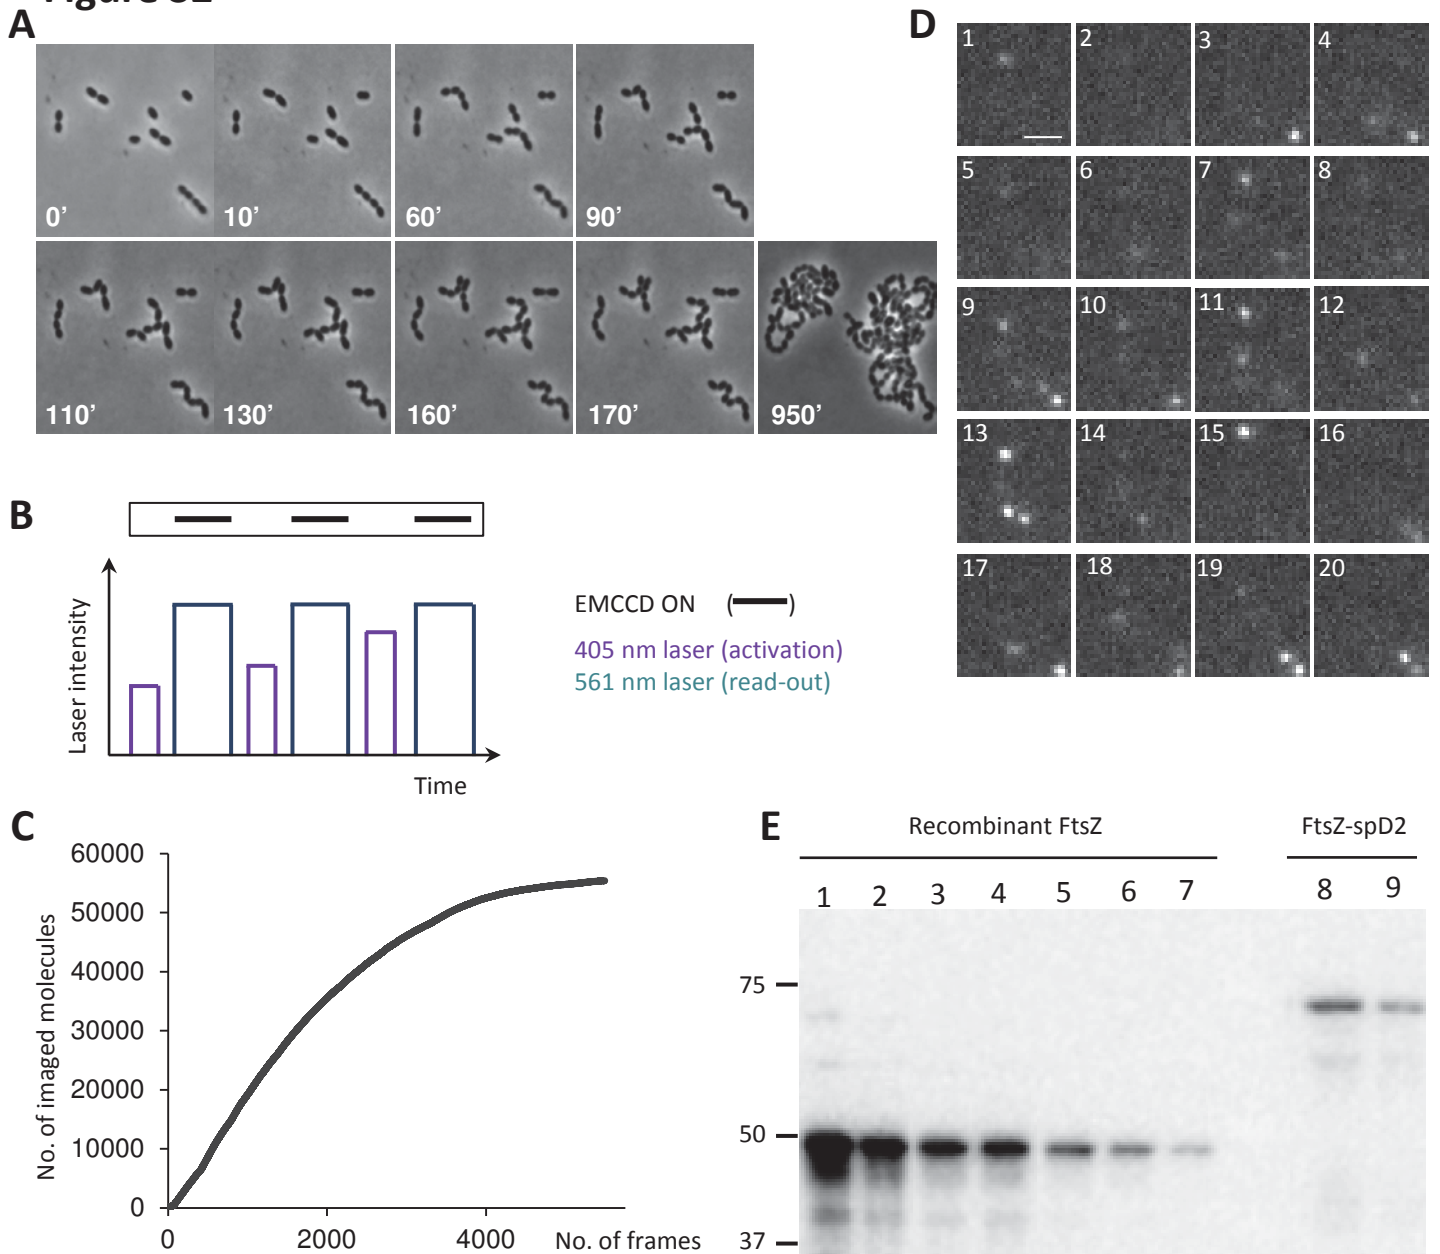 A
0’ 10’ 60’ 90’
110’ 130’ 160’ 170’ 950’
B
Laser intensity
Time
EMCCD ON ( )
405 nm laser (activation)
561 nm laser (read-out)
C
60000
50000
40000
30000
20000
10000
0
No. of imaged molecules
0 2000 4000 No. of frames
D
1 2 3 4
5 6 7 8
9 10 11 12
13 14 15 16
17 18 19 20
E
Recombinant FtsZ FtsZ-spD2
1 2 3 4 5 6 7 8 9
75
50
37